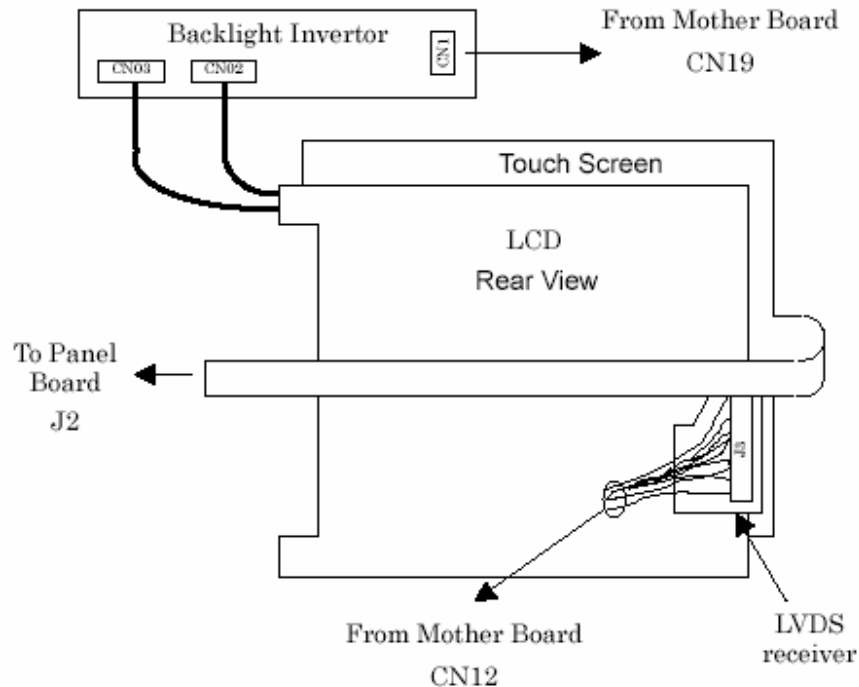 Backlight Invertor
CN03
CN02
CN1
From Mother Board
CN19
Touch Screen
LCD
Rear View
To Panel
Board
J2
J3
From Mother Board
CN12
LVDS
receiver